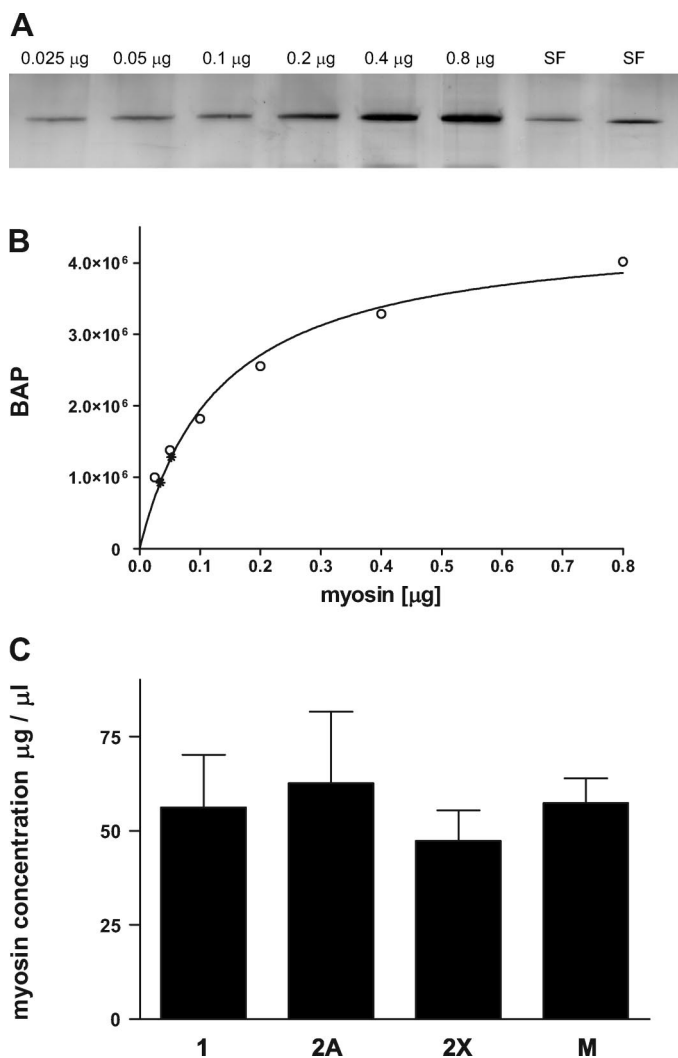 A
0.025 μg 0.05 μg 0.1 μg 0.2 μg 0.4 μg 0.8 μg SF SF
B
4.0×10⁶
3.0×10⁶
2.0×10⁶
1.0×10⁶
0
BAP
0.0 0.1 0.2 0.3 0.4 0.5 0.6 0.7 0.8
myosin [μg]
C
myosin concentration μg / μl
75
50
25
0
1 2A 2X M